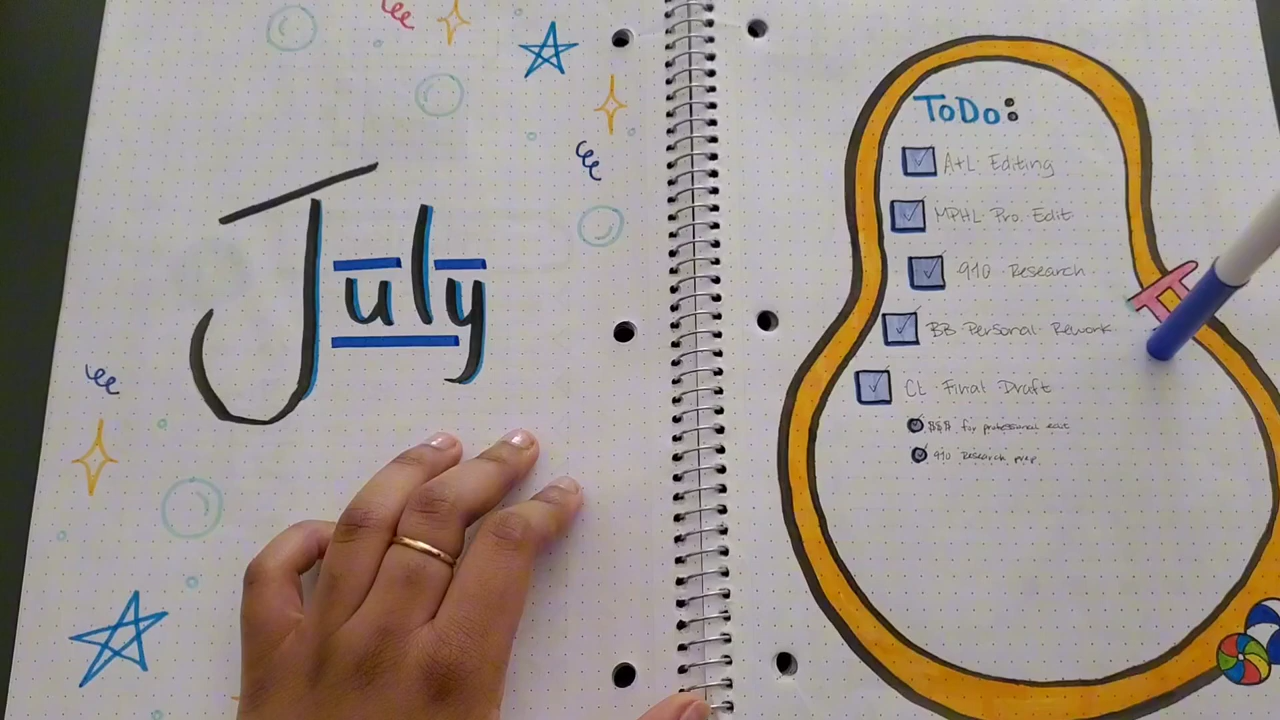 July
ToDo:
A+L Editing
MPHL Pro. Edit
910 Research
BB Personal Rework
CL Final Draft
$$$ for professional edit
910 Research prep